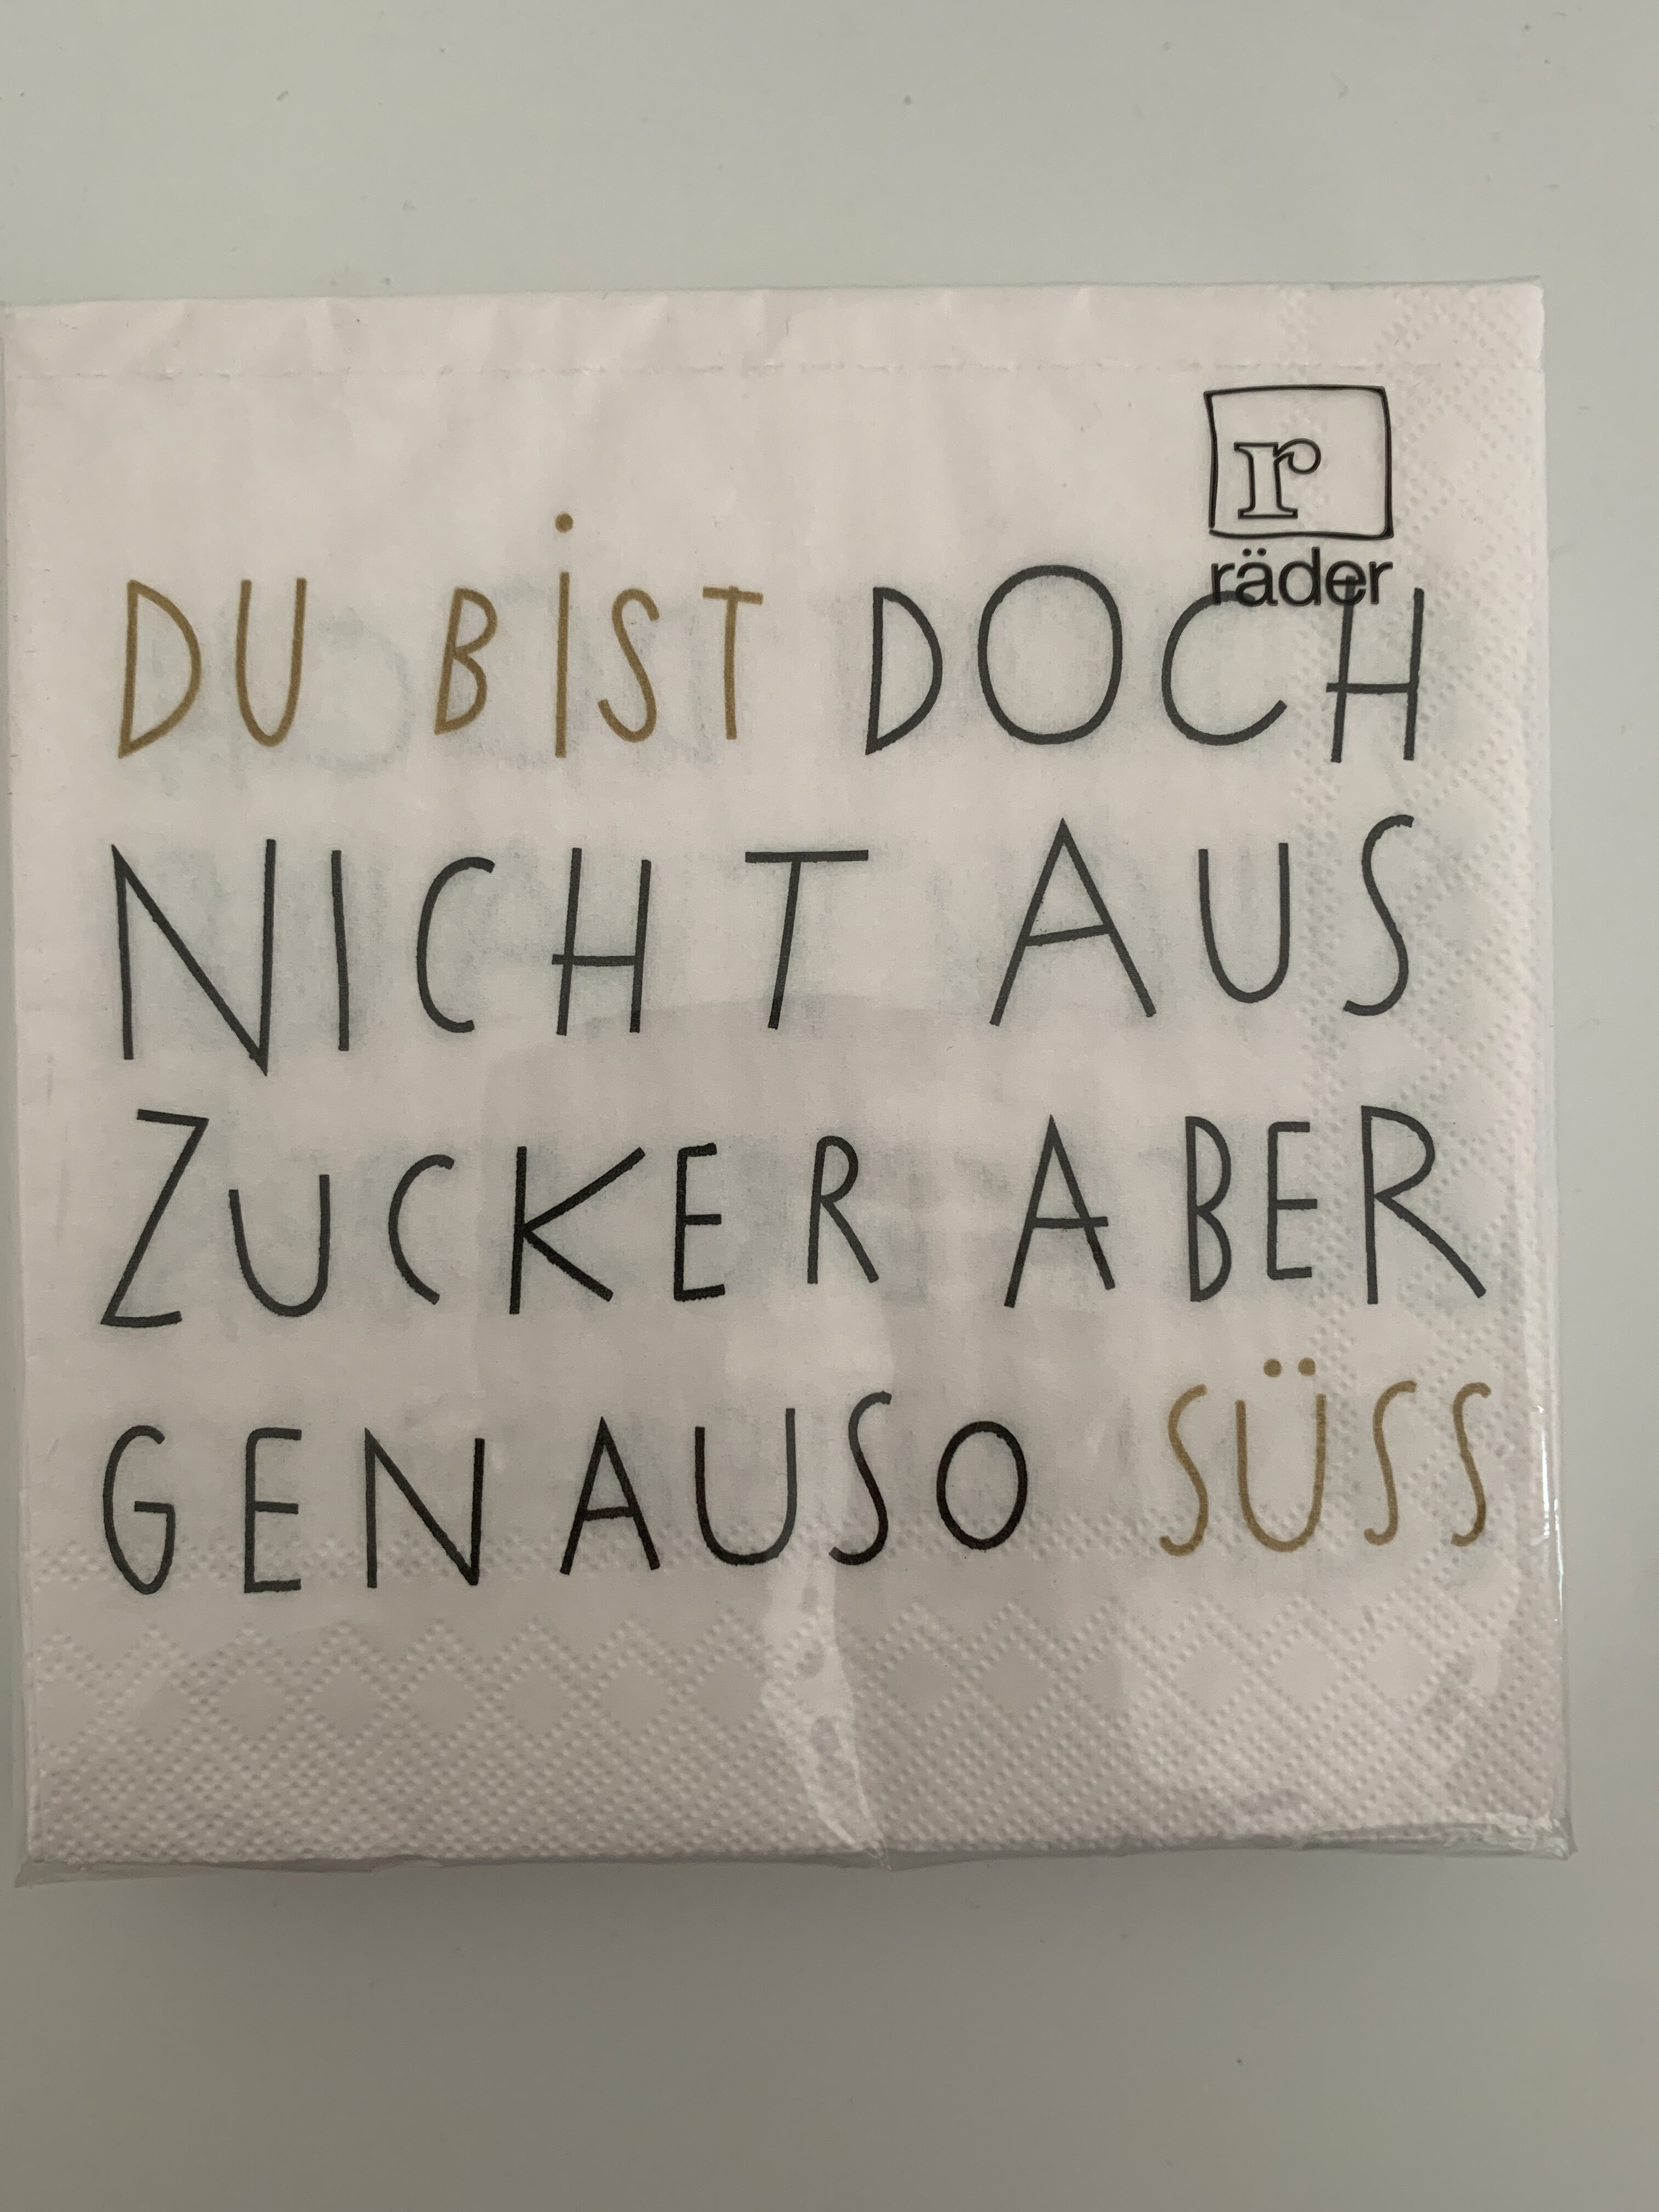 r
räder
DU BIST DOCH
NICHT AUS
ZUCKER ABER
GENAUSO SÜSS